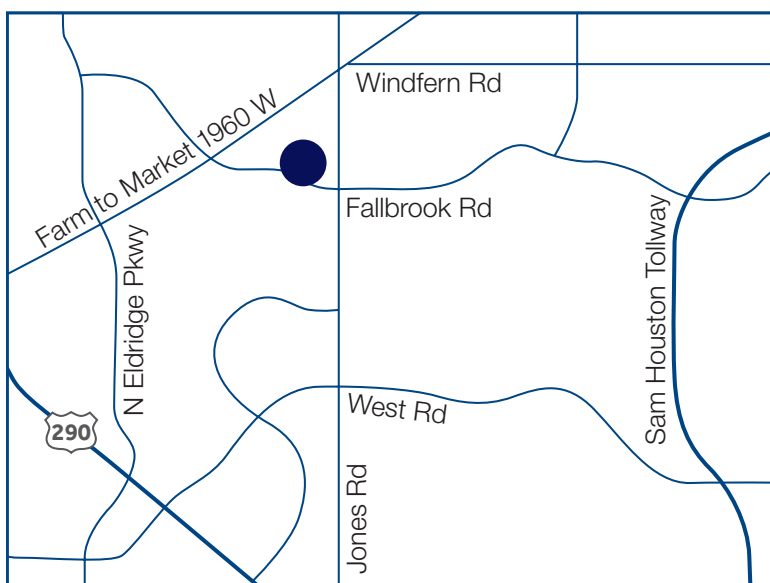 Windfern Rd
Farm to Market 1960 W
Fallbrook Rd
N Eldridge Pkwy
Sam Houston Tollway
West Rd
290
Jones Rd